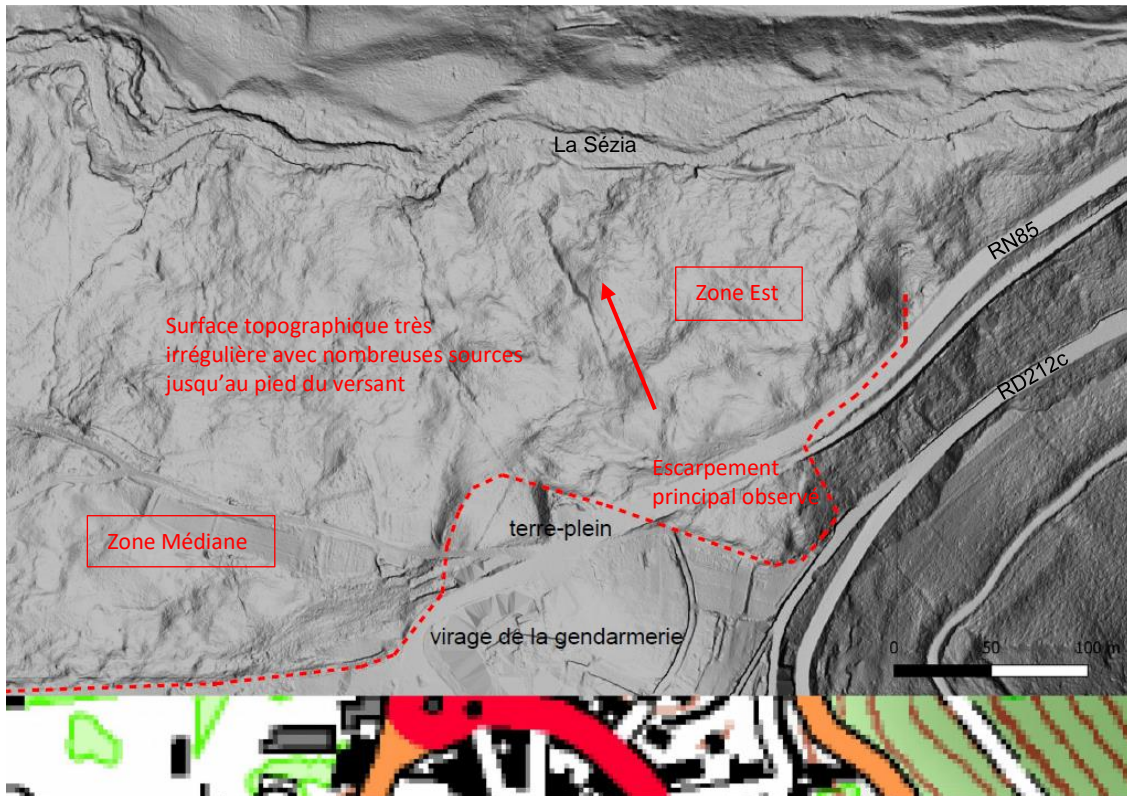 La Sézia
RN85
Zone Est
Surface topographique très
irrégulière avec nombreuses sources
jusqu'au pied du versant
RD212c
Escarpement
principal observé
terre-plein
Zone Médiane
virage de la gendarmerie
0 50 100 m